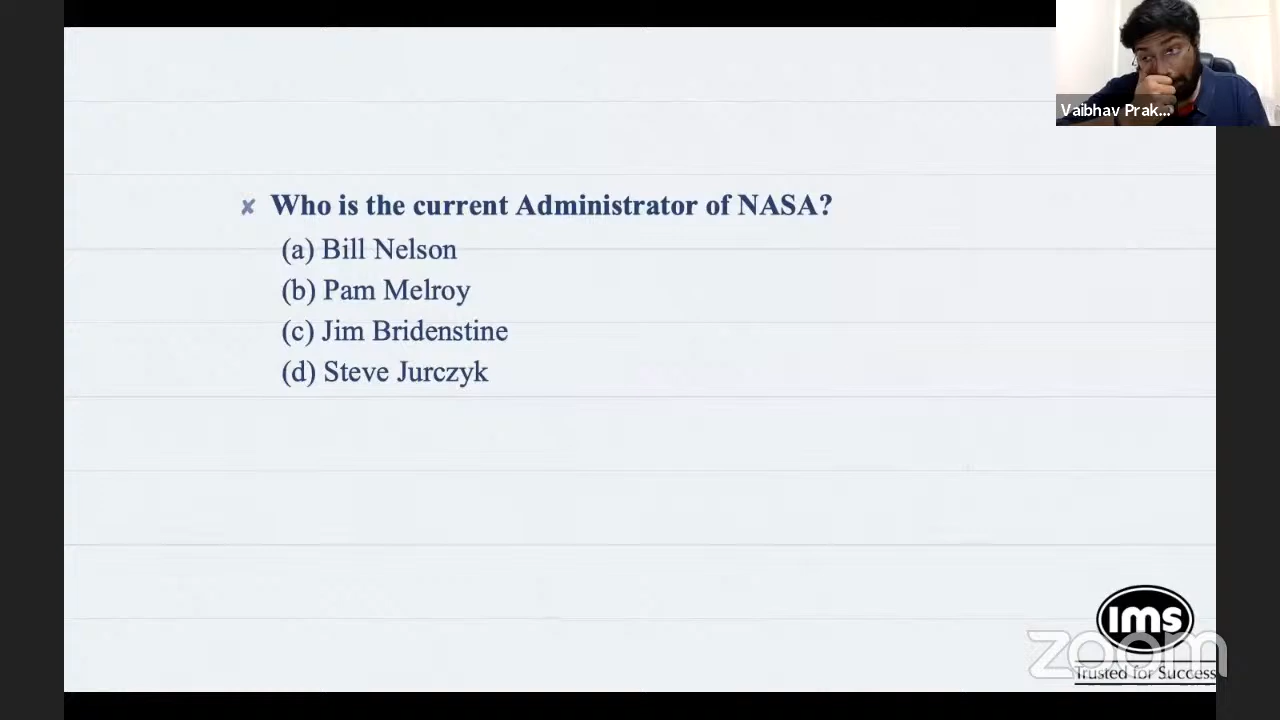 Vaibhav Prak...
✘ Who is the current Administrator of NASA?
(a) Bill Nelson
(b) Pam Melroy
(c) Jim Bridenstine
(d) Steve Jurczyk
ims
zoom
Trusted for Success